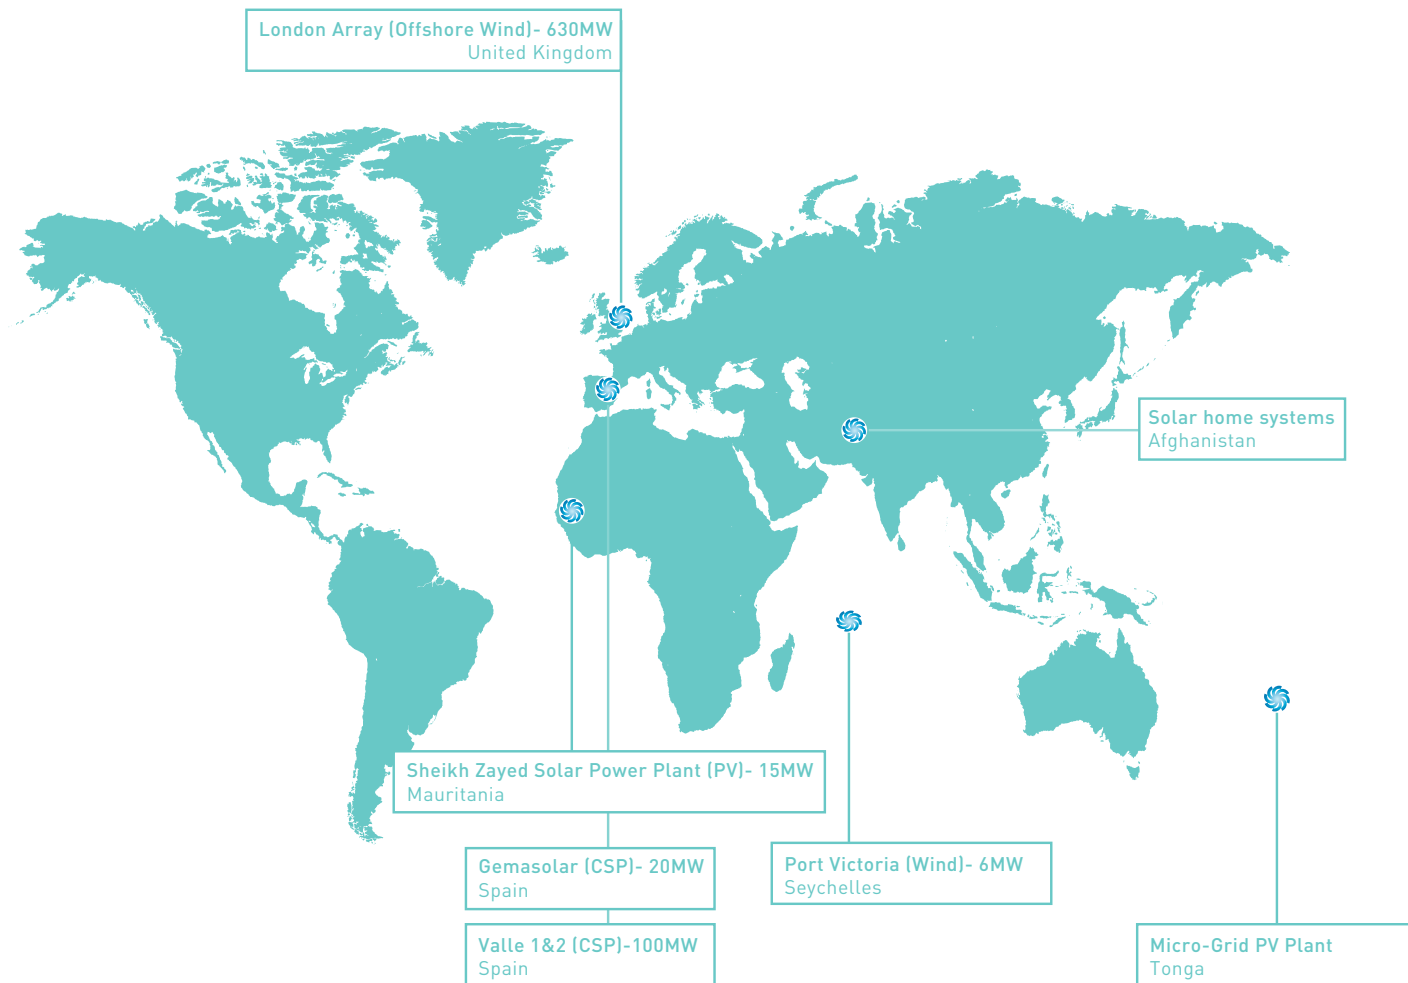 London Array (Offshore Wind)- 630MW
United Kingdom
Solar home systems
Afghanistan
Sheikh Zayed Solar Power Plant (PV)- 15MW
Mauritania
Gemasolar (CSP)- 20MW
Spain
Port Victoria (Wind)- 6MW
Seychelles
Valle 1&2 (CSP)-100MW
Spain
Micro-Grid PV Plant
Tonga